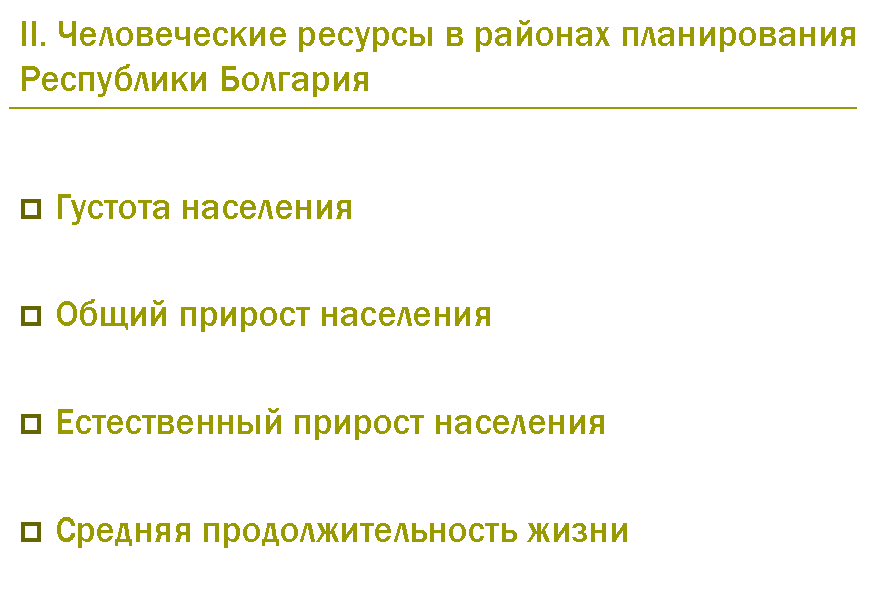 II. Человеческие ресурсы в районах планирования
Республики Болгария
Густота населения
Общий прирост населения
Естественный прирост населения
Средняя продолжительность жизни